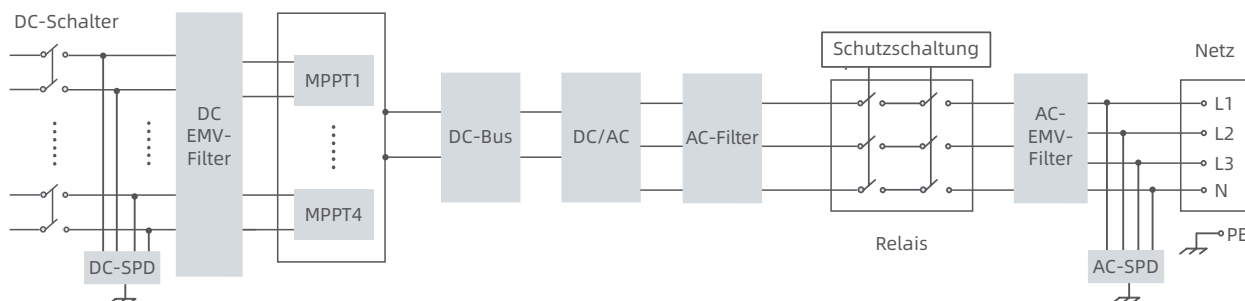 DC-Schalter
DC
EMV-
Filter
MPPT1
MPPT4
DC-SPD
DC-Bus
DC/AC
AC-Filter
Schutzschaltung
Relais
AC-
EMV-
Filter
Netz
L1
L2
L3
N
PE
AC-SPD